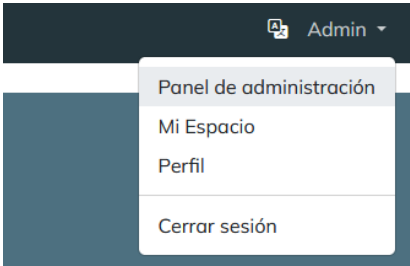 Admin
Panel de administración
Mi Espacio
Perfil
Cerrar sesión